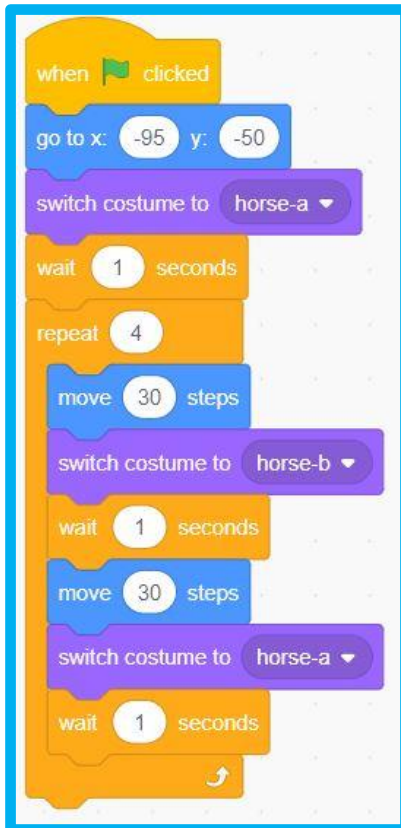 when clicked
go to x: -95 y: -50
switch costume to horse-a
wait 1 seconds
repeat 4
move 30 steps
switch costume to horse-b
wait 1 seconds
move 30 steps
switch costume to horse-a
wait 1 seconds